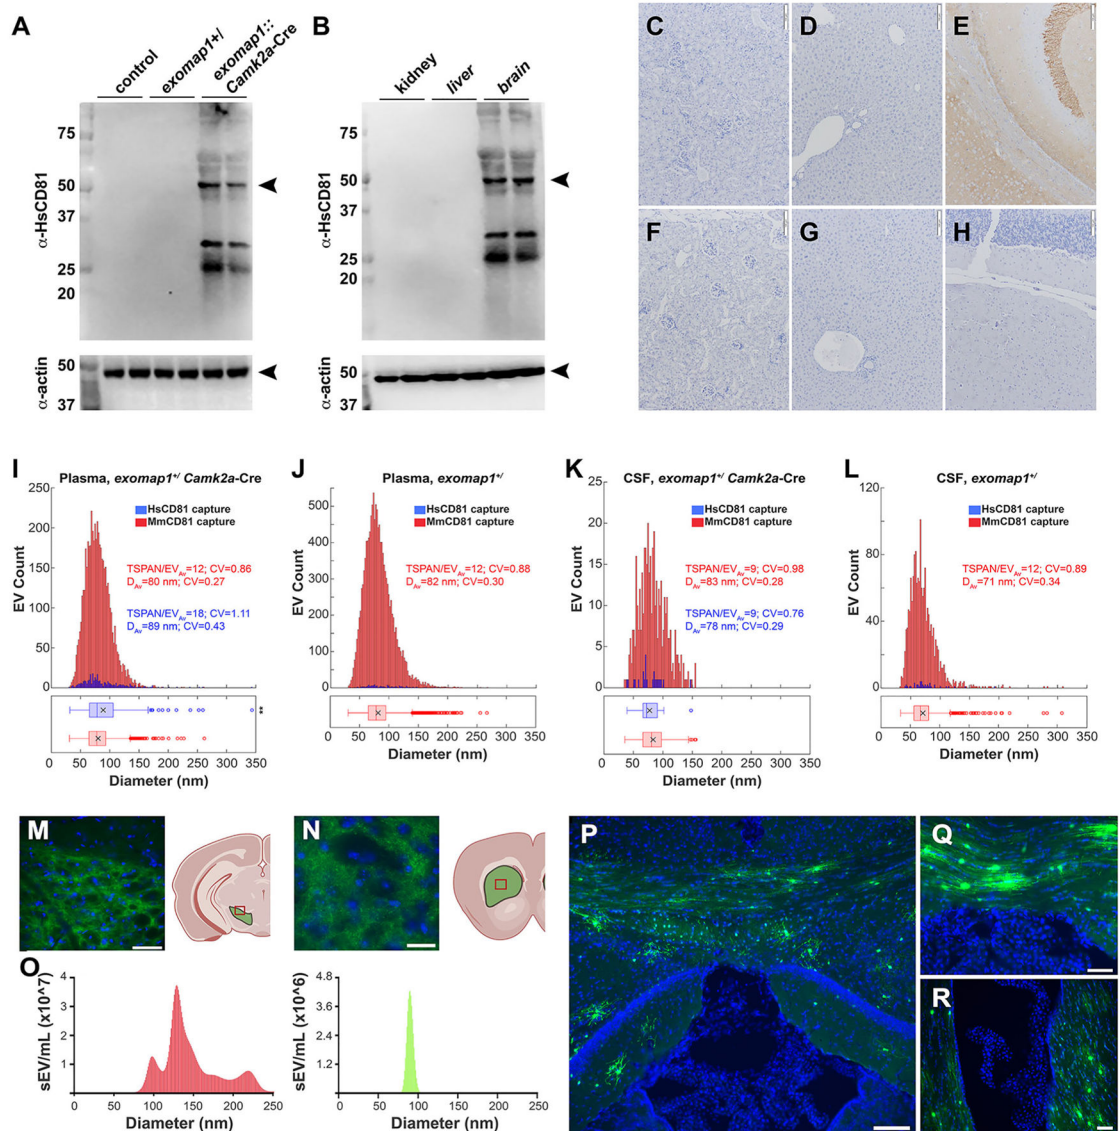 A
control
exomap1+/
exomap1::
Camk2a-Cre
75
50
37
25
20
α-HsCD81
50
37
α-actin
B
kidney
liver
brain
75
50
37
25
20
α-HsCD81
50
37
α-actin
C
D
E
F
G
H
I
Plasma, exomap1+/ Camk2a-Cre
250
200
150
100
50
0
EV Count
HsCD81 capture
MmCD81 capture
TSPAN/EVAv=12; CV=0.86
DAv=80 nm; CV=0.27
TSPAN/EVAv=18; CV=1.11
DAv=89 nm; CV=0.43
**
0 50 100 150 200 250 300 350
Diameter (nm)
J
Plasma, exomap1+/
500
400
300
200
100
0
EV Count
HsCD81 capture
MmCD81 capture
TSPAN/EVAv=12; CV=0.88
DAv=82 nm; CV=0.30
0 50 100 150 200 250 300 350
Diameter (nm)
K
CSF, exomap1+/ Camk2a-Cre
30
25
20
15
10
5
0
EV Count
HsCD81 capture
MmCD81 capture
TSPAN/EVAv=9; CV=0.98
DAv=83 nm; CV=0.28
TSPAN/EVAv=9; CV=0.76
DAv=78 nm; CV=0.29
0 50 100 150 200 250 300 350
Diameter (nm)
L
CSF, exomap1+/
120
80
40
0
EV Count
HsCD81 capture
MmCD81 capture
TSPAN/EVAv=12; CV=0.89
DAv=71 nm; CV=0.34
0 50 100 150 200 250 300 350
Diameter (nm)
M
N
O
4
3
2
1
sEV/mL (x10^7)
0 50 100 150 200 250
Diameter (nm)
4.8
3.6
2.4
1.2
sEV/mL (x10^6)
0 50 100 150 200 250
Diameter (nm)
P
Q
R